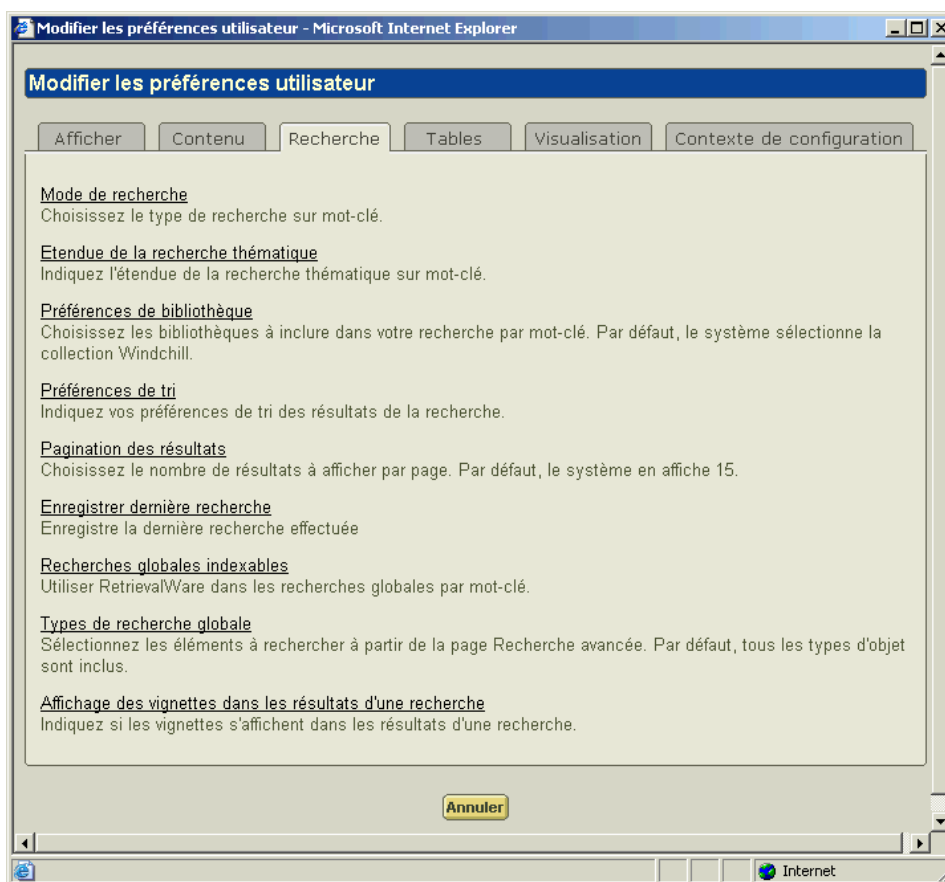 Modifier les préférences utilisateur - Microsoft Internet Explorer
Modifier les préférences utilisateur
Afficher Contenu Recherche Tables Visualisation Contexte de configuration
Mode de recherche
Choisissez le type de recherche sur mot-clé.
Etendue de la recherche thématique
Indiquez l'étendue de la recherche thématique sur mot-clé.
Préférences de bibliothèque
Choisissez les bibliothèques à inclure dans votre recherche par mot-clé. Par défaut, le système sélectionne la
collection Windchill.
Préférences de tri
Indiquez vos préférences de tri des résultats de la recherche.
Pagination des résultats
Choisissez le nombre de résultats à afficher par page. Par défaut, le système en affiche 15.
Enregistrer dernière recherche
Enregistre la dernière recherche effectuée
Recherches globales indexables
Utiliser RetrievalWare dans les recherches globales par mot-clé.
Types de recherche globale
Sélectionnez les éléments à rechercher à partir de la page Recherche avancée. Par défaut, tous les types d'objet
sont inclus.
Affichage des vignettes dans les résultats d'une recherche
Indiquez si les vignettes s'affichent dans les résultats d'une recherche.
Annuler
Internet